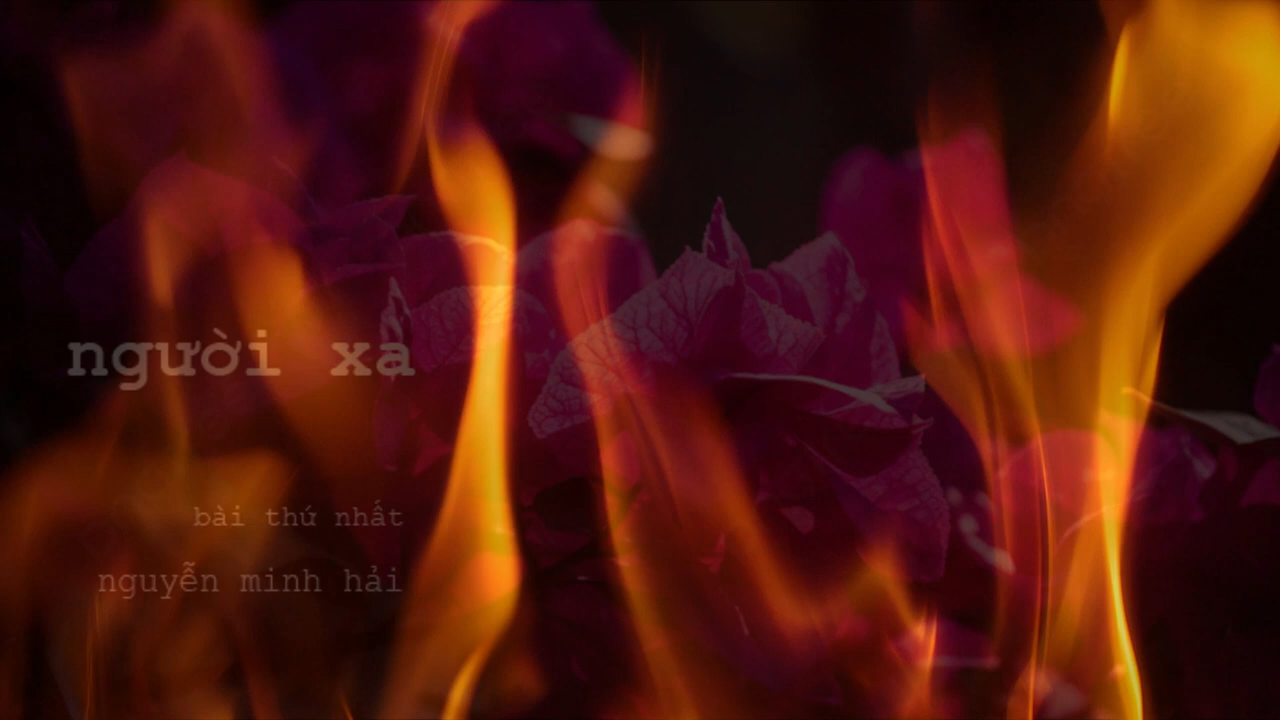 người xa
bài thứ nhất
nguyễn minh hải